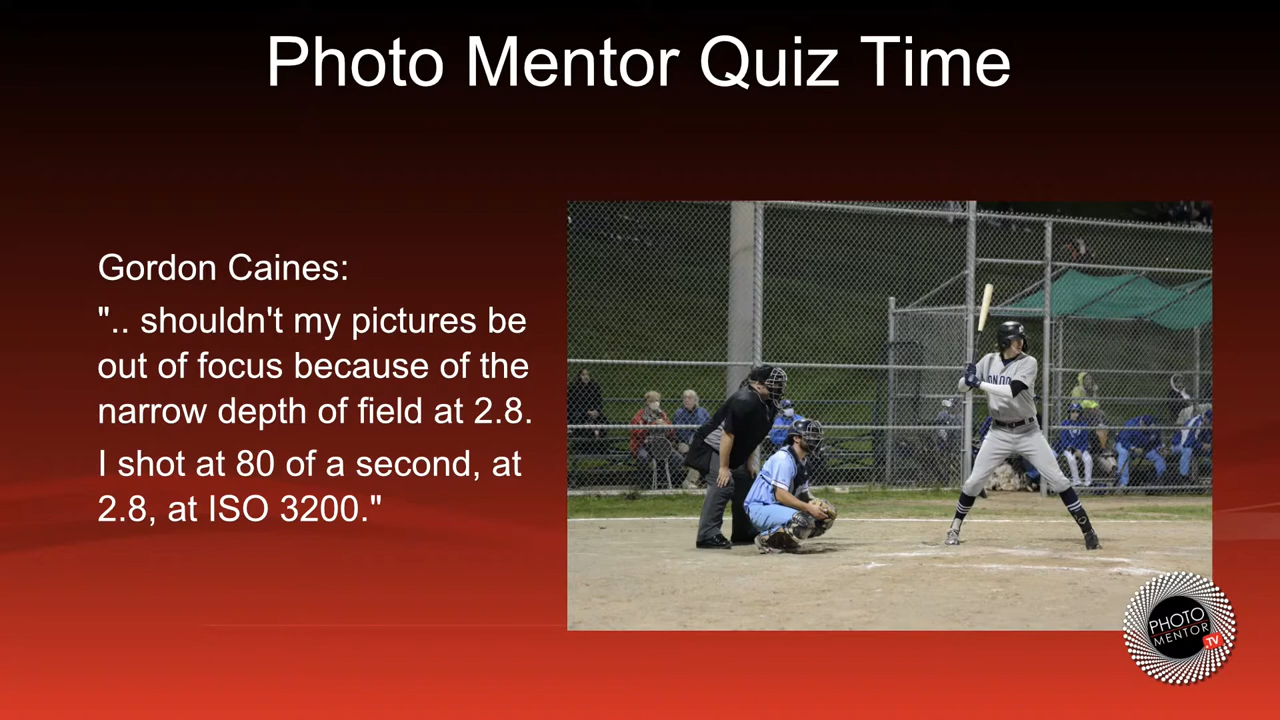 Photo Mentor Quiz Time
Gordon Caines:
".. shouldn't my pictures be
out of focus because of the
narrow depth of field at 2.8.
I shot at 80 of a second, at
2.8, at ISO 3200."
PHOTO
MENTOR
TV